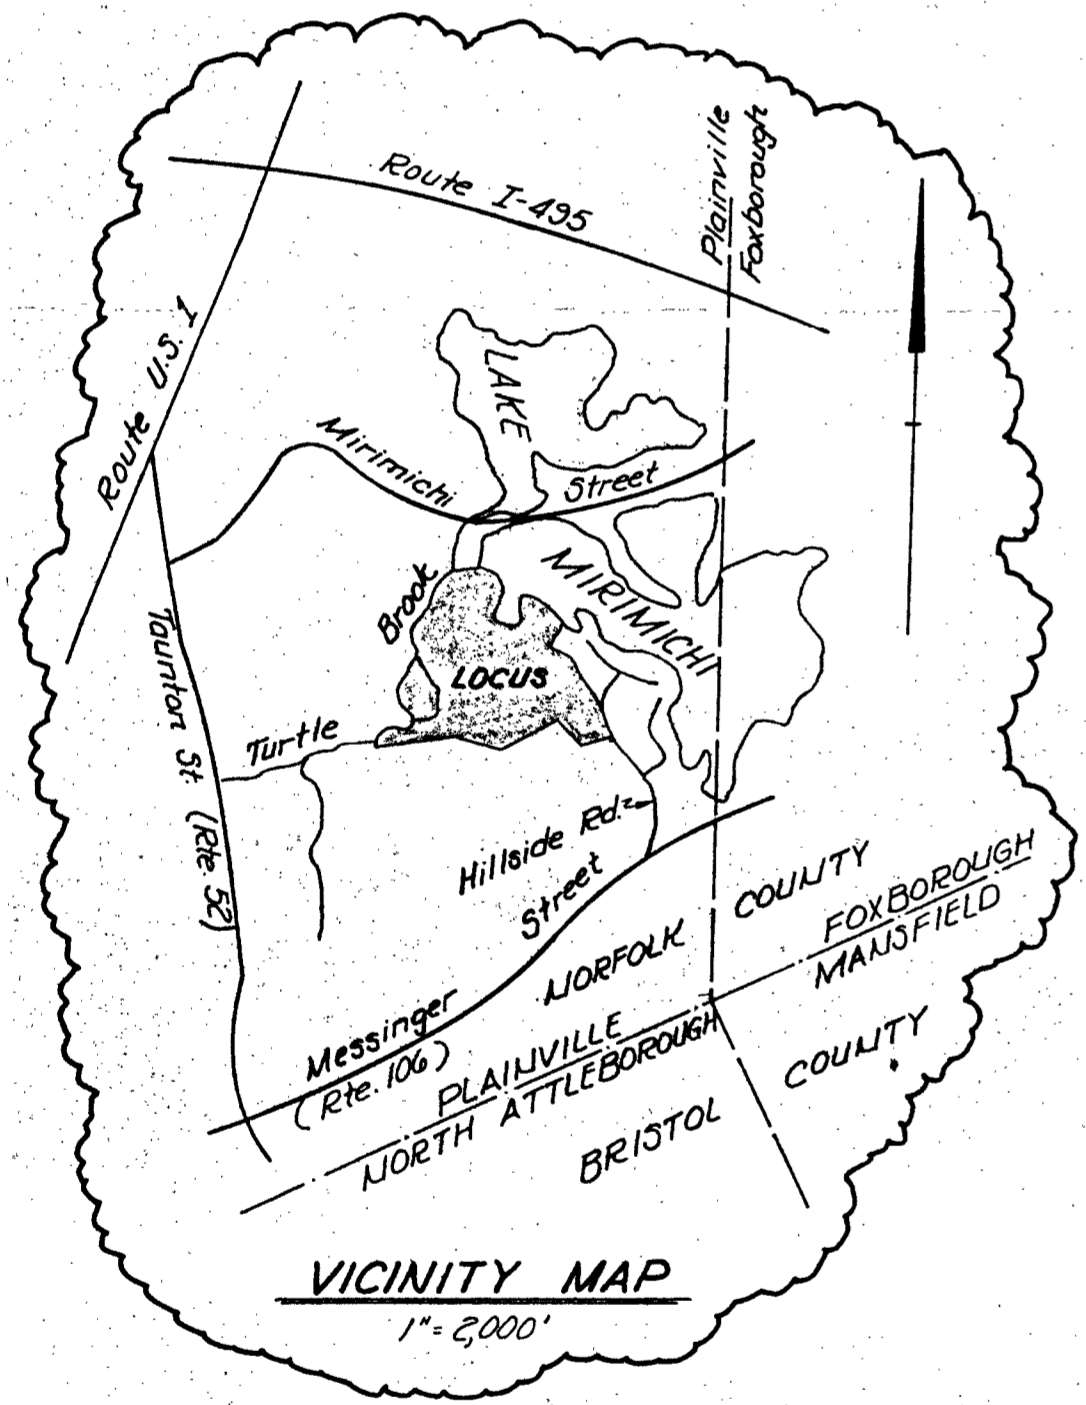 Plainville
Foxborough
Route I-495
Route U.S. 1
LAKE
Mirimichi Street
MIRIMICHI
Brook
LOCUS
Taunton St. (Rte. 52)
Turtle
Hillside Rd.
Messinger Street
(Rte. 106)
NORFOLK COUNTY
FOXBOROUGH
MANSFIELD
PLAINVILLE
NORTH ATTLEBOROUGH
BRISTOL COUNTY
VICINITY MAP
1"= 2,000'